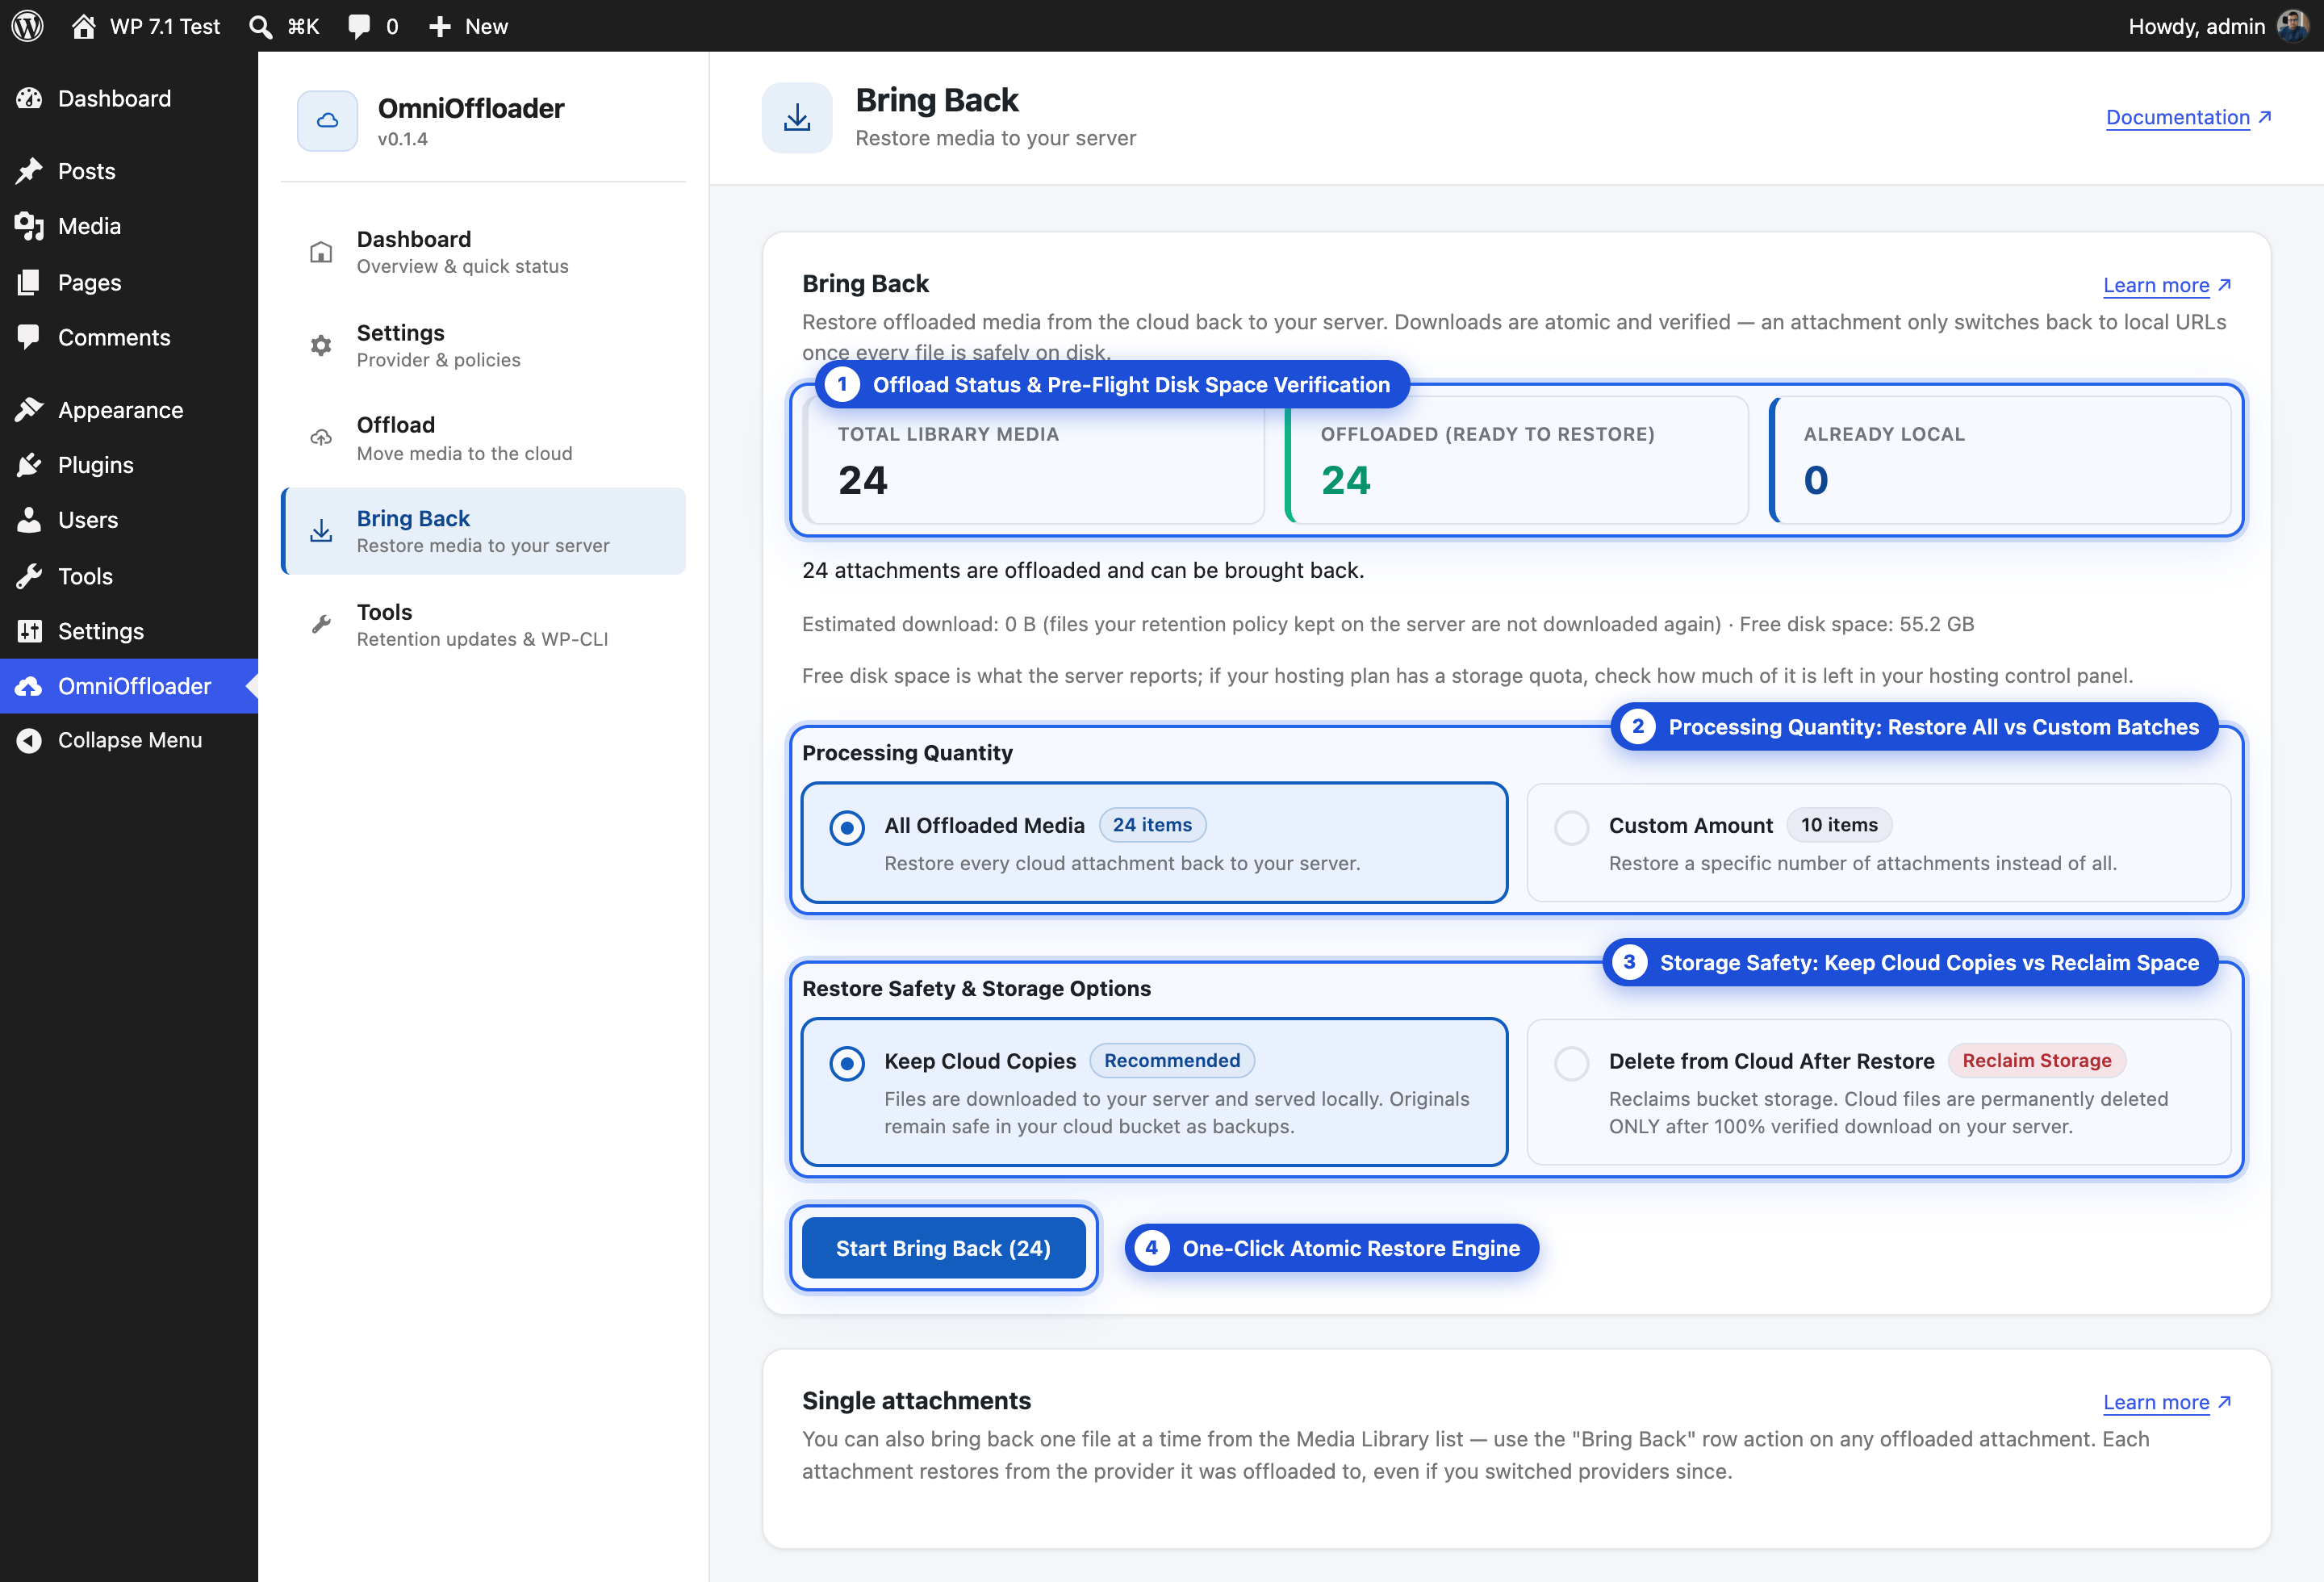 WP 7.1 Test
⌘K
0
New
Howdy, admin
Dashboard
Posts
Media
Pages
Comments
Appearance
Plugins
Users
Tools
Settings
OmniOffloader
Collapse Menu
OmniOffloader
v0.1.4
Dashboard
Overview & quick status
Settings
Provider & policies
Offload
Move media to the cloud
Bring Back
Restore media to your server
Tools
Retention updates & WP-CLI
Bring Back
Restore media to your server
Documentation ↗
Bring Back
Learn more ↗
Restore offloaded media from the cloud back to your server. Downloads are atomic and verified — an attachment only switches back to local URLs
once every file is safely on disk.
1 Offload Status & Pre-Flight Disk Space Verification
TOTAL LIBRARY MEDIA
24
OFFLOADED (READY TO RESTORE)
24
ALREADY LOCAL
0
24 attachments are offloaded and can be brought back.
Estimated download: 0 B (files your retention policy kept on the server are not downloaded again) · Free disk space: 55.2 GB
Free disk space is what the server reports; if your hosting plan has a storage quota, check how much of it is left in your hosting control panel.
2 Processing Quantity: Restore All vs Custom Batches
Processing Quantity
All Offloaded Media 24 items
Restore every cloud attachment back to your server.
Custom Amount 10 items
Restore a specific number of attachments instead of all.
3 Storage Safety: Keep Cloud Copies vs Reclaim Space
Restore Safety & Storage Options
Keep Cloud Copies Recommended
Files are downloaded to your server and served locally. Originals
remain safe in your cloud bucket as backups.
Delete from Cloud After Restore Reclaim Storage
Reclaims bucket storage. Cloud files are permanently deleted
ONLY after 100% verified download on your server.
Start Bring Back (24)
4 One-Click Atomic Restore Engine
Single attachments
Learn more ↗
You can also bring back one file at a time from the Media Library list — use the "Bring Back" row action on any offloaded attachment. Each
attachment restores from the provider it was offloaded to, even if you switched providers since.